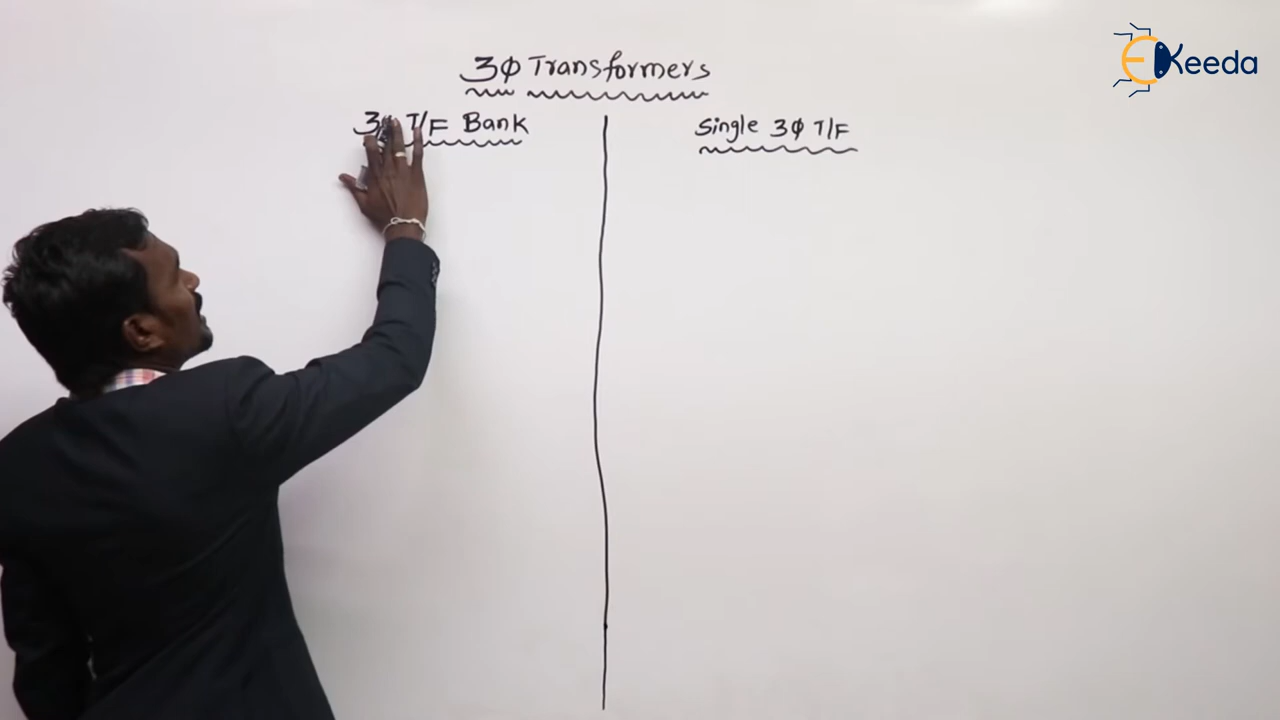 3Φ Transformers
3Φ T/F Bank
Single 3Φ T/F
EKeeda